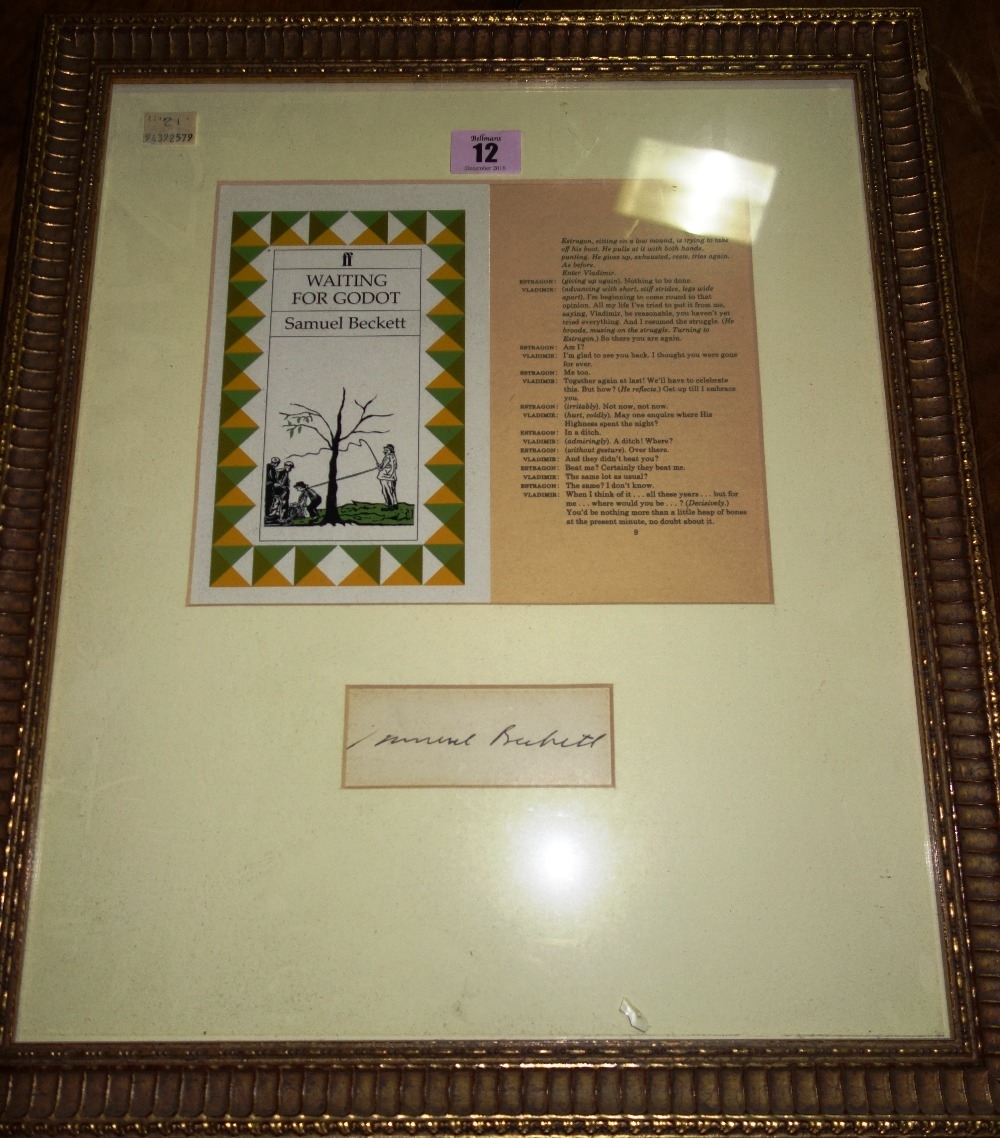 94392579
Bellmans
12
ff
WAITING
FOR GODOT
Samuel Beckett
Estragon, sitting on a low mound, is trying to take
off his boot. He pulls at it with both hands,
panting. He gives up, exhausted, rests, tries again.
As before.
Enter Vladimir.
ESTRAGON: (giving up again). Nothing to be done.
VLADIMIR: (advancing with short, stiff strides, legs wide
apart). I'm beginning to come round to that
opinion. All my life I've tried to put it from me,
saying, Vladimir, be reasonable, you haven't yet
tried everything. And I resumed the struggle. (He
broods, musing on the struggle. Turning to
Estragon.) So there you are again.
ESTRAGON: Am I?
VLADIMIR: I'm glad to see you back. I thought you were gone
for ever.
ESTRAGON: Me too.
VLADIMIR: Together again at last! We'll have to celebrate
this. But how? (He reflects.) Get up till I embrace
you.
ESTRAGON: (irritably). Not now, not now.
VLADIMIR: (hurt, coldly). May one enquire where His
Highness spent the night?
ESTRAGON: In a ditch.
VLADIMIR: (admiringly). A ditch! Where?
ESTRAGON: (without gesture). Over there.
VLADIMIR: And they didn't beat you?
ESTRAGON: Beat me? Certainly they beat me.
VLADIMIR: The same lot as usual?
ESTRAGON: The same? I don't know.
VLADIMIR: When I think of it . . . all these years . . . but for
me . . . where would you be . . . ? (Decisively.)
You'd be nothing more than a little heap of bones
at the present minute, no doubt about it.
9
Samuel Beckett